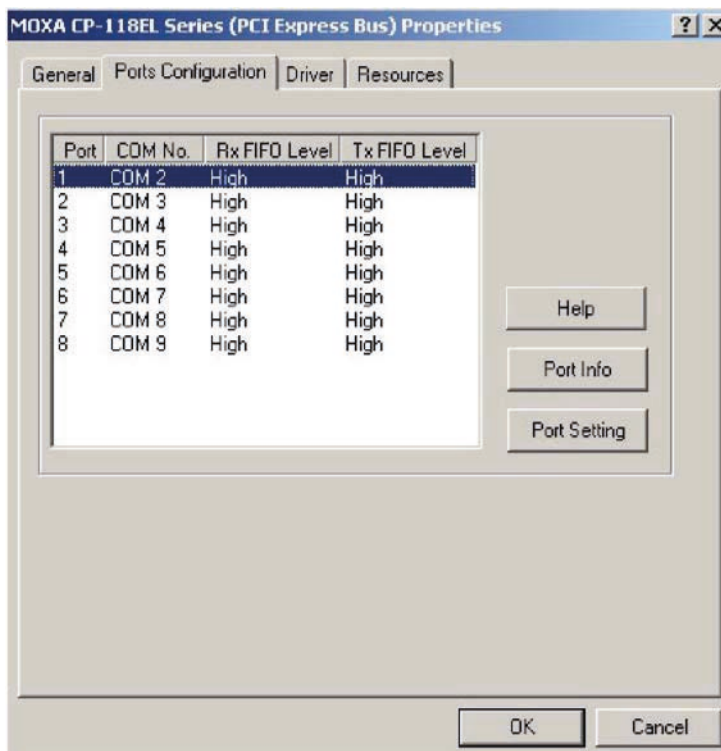 MOXA CP-118EL Series (PCI Express Bus) Properties
General Ports Configuration Driver Resources
Port COM No. Rx FIFO Level Tx FIFO Level
1 COM 2 High High
2 COM 3 High High
3 COM 4 High High
4 COM 5 High High
5 COM 6 High High
6 COM 7 High High
7 COM 8 High High
8 COM 9 High High
Help
Port Info
Port Setting
OK Cancel